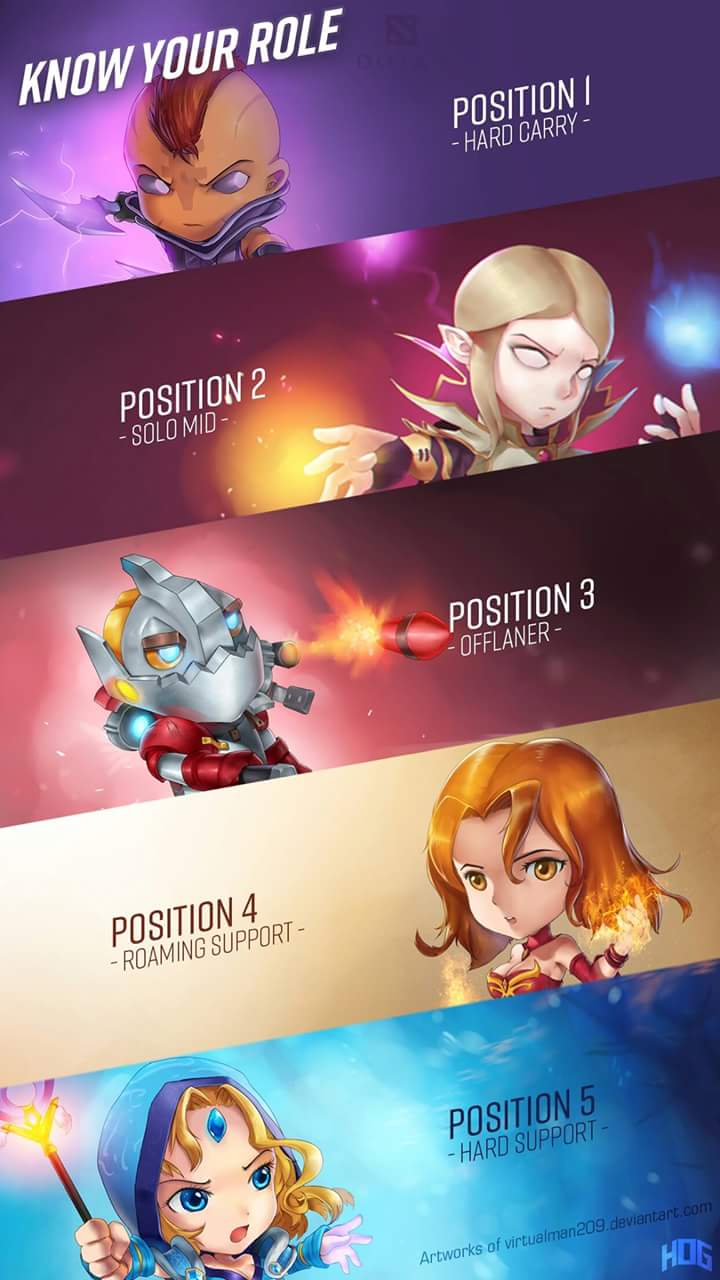 KNOW YOUR ROLE
POSITION 1
- HARD CARRY -
POSITION 2
- SOLO MID -
POSITION 3
- OFFLANER -
POSITION 4
- ROAMING SUPPORT -
POSITION 5
- HARD SUPPORT -
Artworks of virtualman209.deviantart.com
HOG